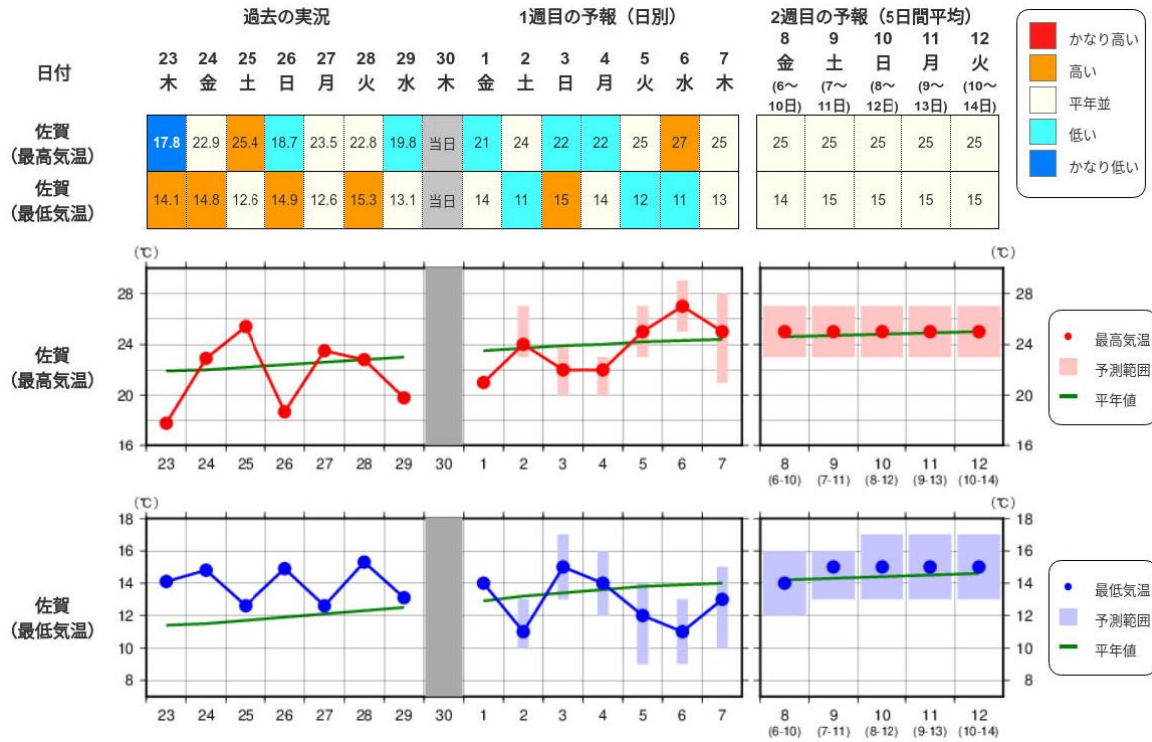 過去の実況 1週目の予報（日別） 2週目の予報（5日間平均）
日付 23 24 25 26 27 28 29 30 1 2 3 4 5 6 7 8 9 10 11 12
木 金 土 日 月 火 水 木 金 土 日 月 火 水 木 金 土 日 月 火
(6〜10日) (7〜11日) (8〜12日) (9〜13日) (10〜14日)
佐賀（最高気温） 17.8 22.9 25.4 18.7 23.5 22.8 19.8 当日 21 24 22 22 25 27 25 25 25 25 25 25
佐賀（最低気温） 14.1 14.8 12.6 14.9 12.6 15.3 13.1 当日 14 11 15 14 12 11 13 14 15 15 15 15
かなり高い
高い
平年並
低い
かなり低い
(℃) (℃)
佐賀
（最高気温）
28 28
24 24
20 20
16 16
23 24 25 26 27 28 29 30 1 2 3 4 5 6 7 8 9 10 11 12
(6-10) (7-11) (8-12) (9-13) (10-14)
最高気温
予測範囲
平年値
(℃) (℃)
佐賀
（最低気温）
18 18
16 16
14 14
12 12
10 10
8 8
23 24 25 26 27 28 29 30 1 2 3 4 5 6 7 8 9 10 11 12
(6-10) (7-11) (8-12) (9-13) (10-14)
最低気温
予測範囲
平年値